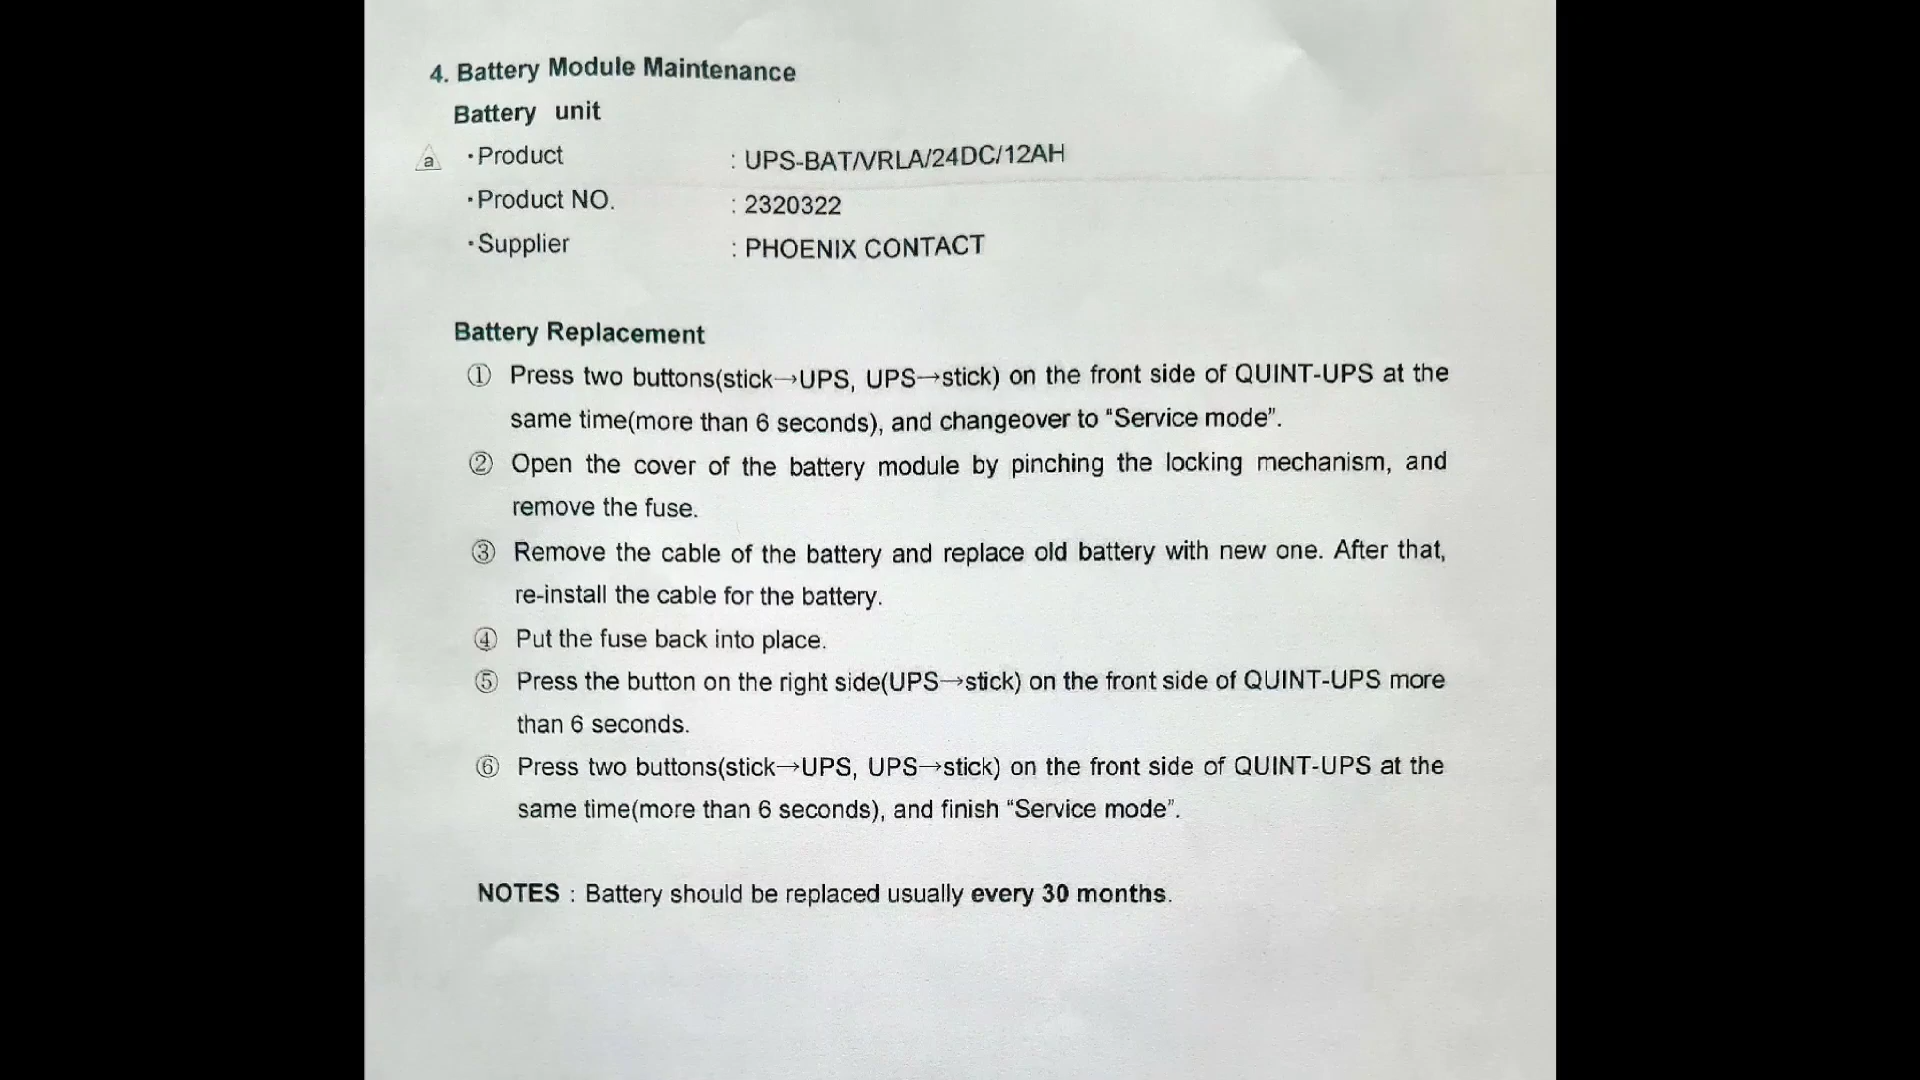 4. Battery Module Maintenance
Battery unit
a ·Product : UPS-BAT/VRLA/24DC/12AH
·Product NO. : 2320322
·Supplier : PHOENIX CONTACT
Battery Replacement
① Press two buttons(stick→UPS, UPS→stick) on the front side of QUINT-UPS at the
same time(more than 6 seconds), and changeover to “Service mode”.
② Open the cover of the battery module by pinching the locking mechanism, and
remove the fuse.
③ Remove the cable of the battery and replace old battery with new one. After that,
re-install the cable for the battery.
④ Put the fuse back into place.
⑤ Press the button on the right side(UPS→stick) on the front side of QUINT-UPS more
than 6 seconds.
⑥ Press two buttons(stick→UPS, UPS→stick) on the front side of QUINT-UPS at the
same time(more than 6 seconds), and finish “Service mode”.
NOTES : Battery should be replaced usually every 30 months.